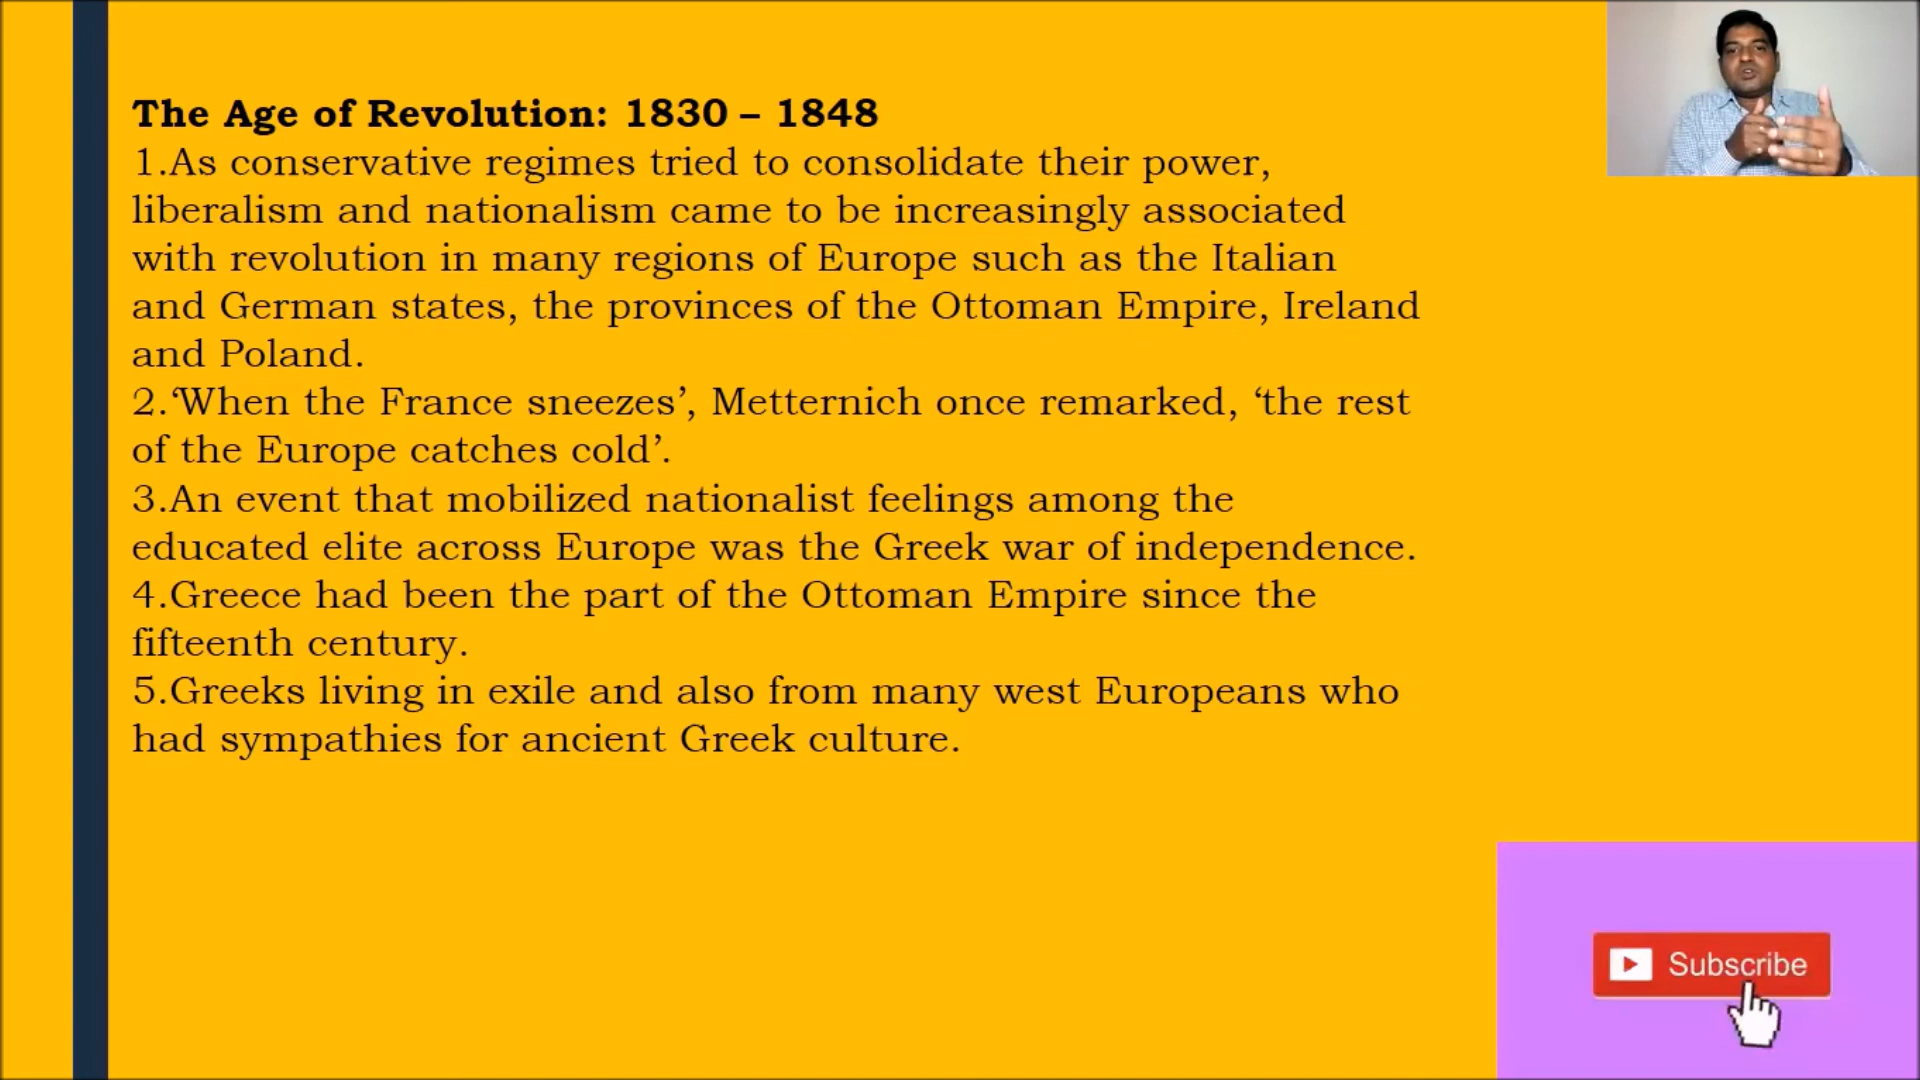 The Age of Revolution: 1830 – 1848
1.As conservative regimes tried to consolidate their power,
liberalism and nationalism came to be increasingly associated
with revolution in many regions of Europe such as the Italian
and German states, the provinces of the Ottoman Empire, Ireland
and Poland.
2.‘When the France sneezes’, Metternich once remarked, ‘the rest
of the Europe catches cold’.
3.An event that mobilized nationalist feelings among the
educated elite across Europe was the Greek war of independence.
4.Greece had been the part of the Ottoman Empire since the
fifteenth century.
5.Greeks living in exile and also from many west Europeans who
had sympathies for ancient Greek culture.
Subscribe